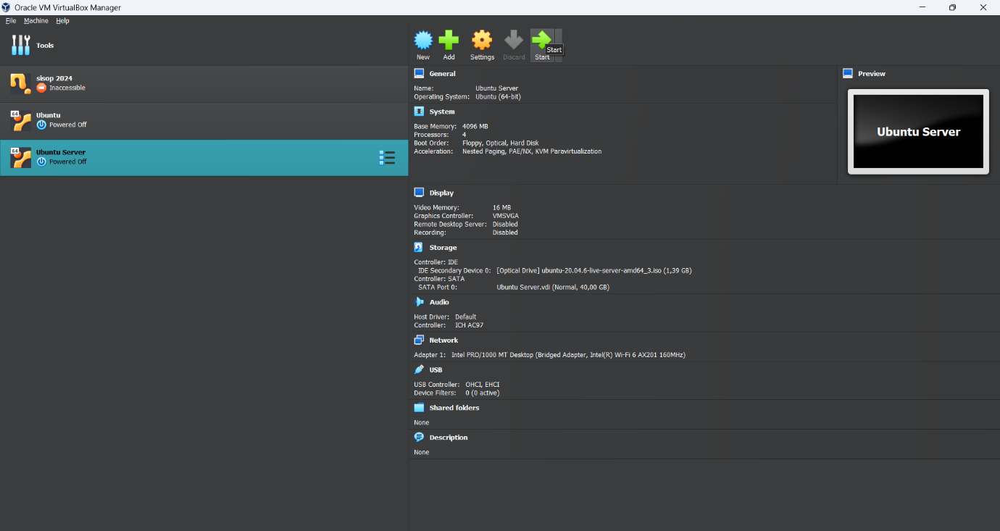 Oracle VM VirtualBox Manager
File Machine Help
Tools
sisop 2024
Inaccessible
64
Ubuntu
Powered Off
64
Ubuntu Server
Powered Off
New
Add
Settings
Discard
Start
Start
General
Name: Ubuntu Server
Operating System: Ubuntu (64-bit)
System
Base Memory: 4096 MB
Processors: 4
Boot Order: Floppy, Optical, Hard Disk
Acceleration: Nested Paging, PAE/NX, KVM Paravirtualization
Preview
Ubuntu Server
Display
Video Memory: 16 MB
Graphics Controller: VMSVGA
Remote Desktop Server: Disabled
Recording: Disabled
Storage
Controller: IDE
IDE Secondary Device 0: [Optical Drive] ubuntu-20.04.6-live-server-amd64_3.iso (1,39 GB)
Controller: SATA
SATA Port 0: Ubuntu Server.vdi (Normal, 40,00 GB)
Audio
Host Driver: Default
Controller: ICH AC97
Network
Adapter 1: Intel PRO/1000 MT Desktop (Bridged Adapter, Intel(R) Wi-Fi 6 AX201 160MHz)
USB
USB Controller: OHCI, EHCI
Device Filters: 0 (0 active)
Shared folders
None
Description
None